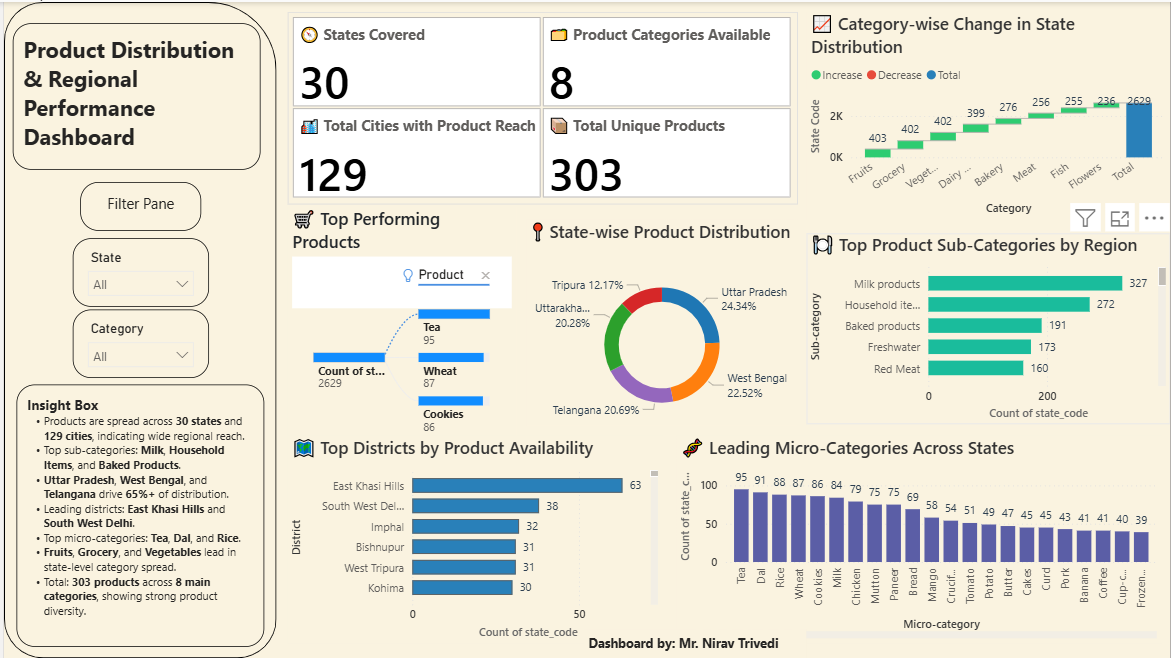 Product Distribution
& Regional
Performance
Dashboard
Filter Pane
State
All
Category
All
Insight Box
• Products are spread across 30 states and
129 cities, indicating wide regional reach.
• Top sub-categories: Milk, Household
Items, and Baked Products.
• Uttar Pradesh, West Bengal, and
Telangana drive 65%+ of distribution.
• Leading districts: East Khasi Hills and
South West Delhi.
• Top micro-categories: Tea, Dal, and Rice.
• Fruits, Grocery, and Vegetables lead in
state-level category spread.
• Total: 303 products across 8 main
categories, showing strong product
diversity.
States Covered
30
Product Categories Available
8
Total Cities with Product Reach
129
Total Unique Products
303
Category-wise Change in State
Distribution
Increase Decrease Total
State Code
2K
0K
403 402 402 399 276 256 255 236 2629
Fruits Grocery Veget... Dairy ... Bakery Meat Fish Flowers Total
Category
Top Performing
Products
Product
Count of st...
2629
Tea
95
Wheat
87
Cookies
86
State-wise Product Distribution
Tripura 12.17%
Uttarakha...
20.28%
Telangana 20.69%
Uttar Pradesh
24.34%
West Bengal
22.52%
Top Product Sub-Categories by Region
Sub-category
Milk products 327
Household ite... 272
Baked products 191
Freshwater 173
Red Meat 160
0 200
Count of state_code
Top Districts by Product Availability
District
East Khasi Hills 63
South West Del... 38
Imphal 32
Bishnupur 31
West Tripura 31
Kohima 30
0 50
Count of state_code
Leading Micro-Categories Across States
Count of state_c...
100
50
0
95 91 88 87 86 84 79 75 75 69 58 54 51 49 47 45 45 43 41 41 40 39
Tea Dal Rice Wheat Cookies Milk Chicken Mutton Paneer Bread Mango Crucif... Tomato Potato Butter Cakes Curd Pork Banana Coffee Cup-c... Frozen...
Micro-category
Dashboard by: Mr. Nirav Trivedi